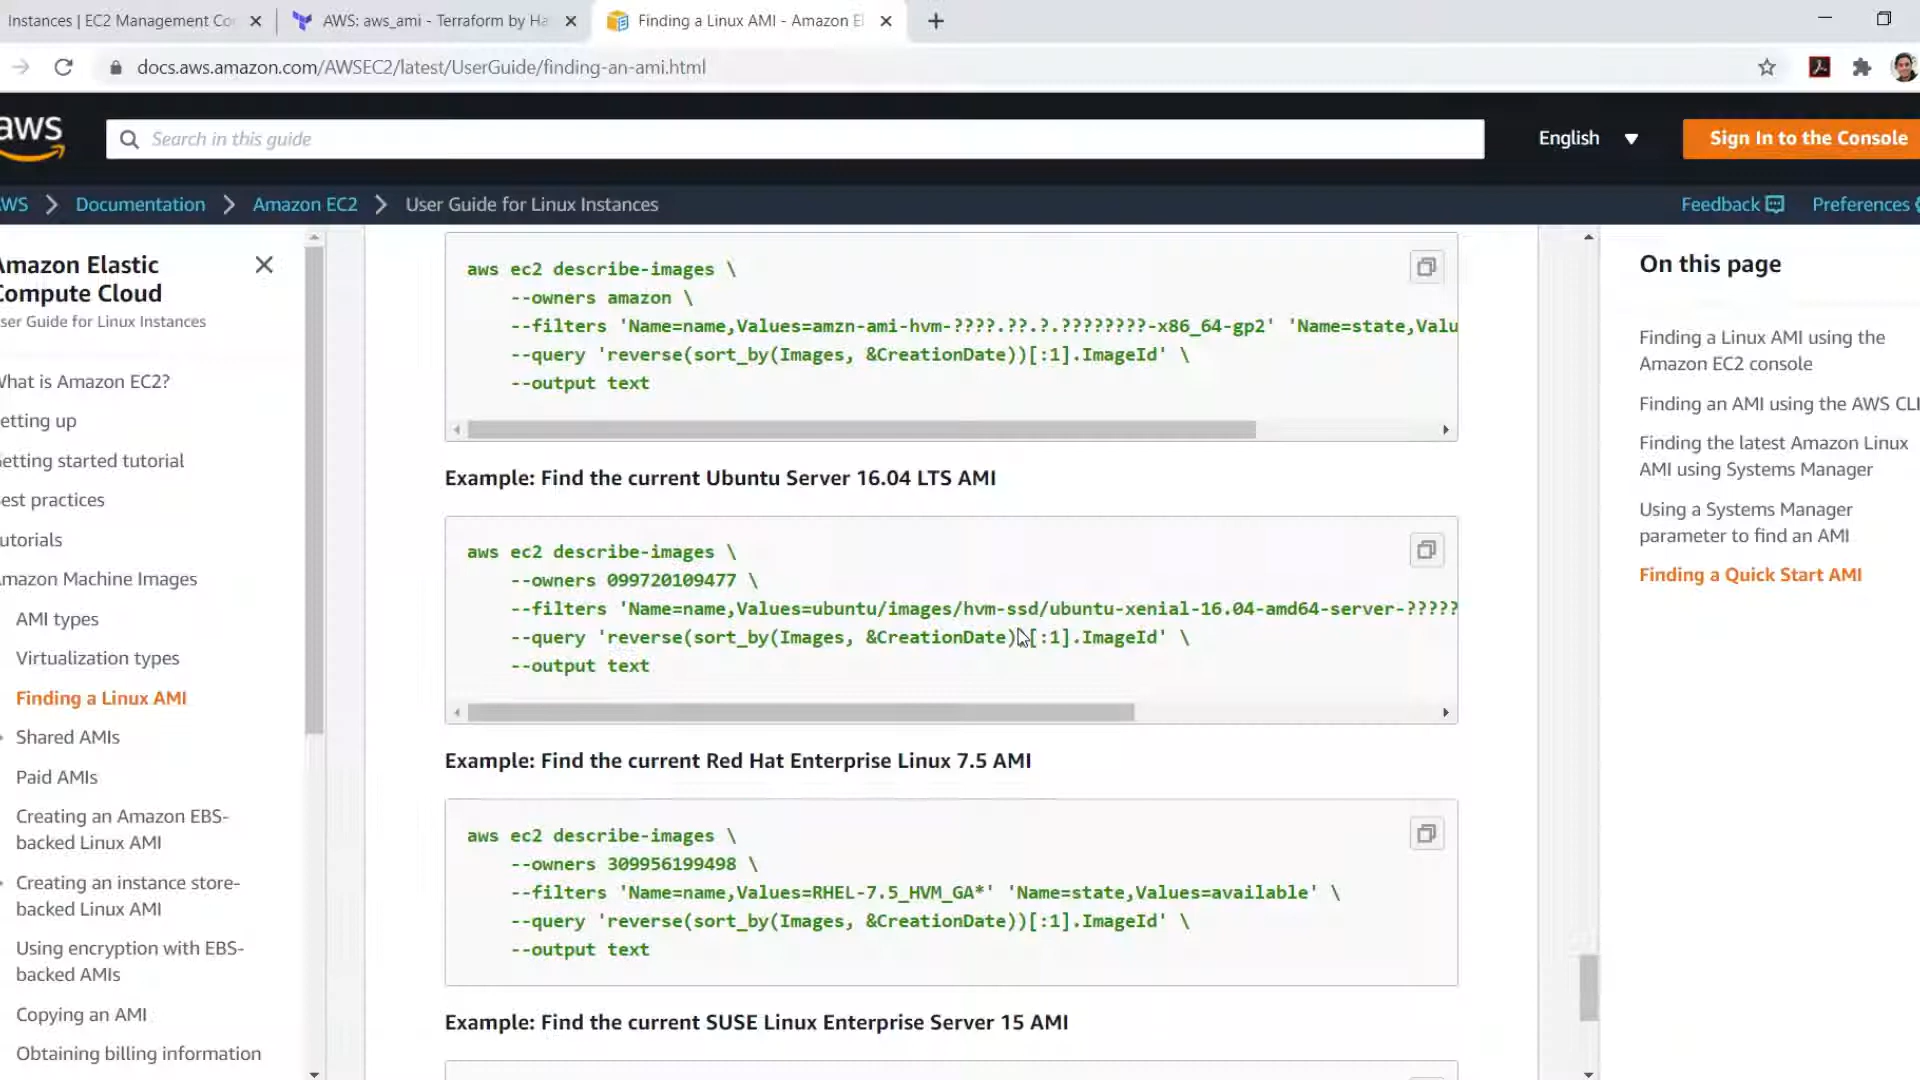 Instances | EC2 Management Co
AWS: aws_ami - Terraform by Ha
Finding a Linux AMI - Amazon E
docs.aws.amazon.com/AWSEC2/latest/UserGuide/finding-an-ami.html
aws
Search in this guide
English
Sign In to the Console
WS
Documentation
Amazon EC2
User Guide for Linux Instances
Feedback
Preferences
Amazon Elastic
Compute Cloud
ser Guide for Linux Instances
What is Amazon EC2?
etting up
etting started tutorial
est practices
utorials
mazon Machine Images
AMI types
Virtualization types
Finding a Linux AMI
Shared AMIs
Paid AMIs
Creating an Amazon EBS-
backed Linux AMI
Creating an instance store-
backed Linux AMI
Using encryption with EBS-
backed AMIs
Copying an AMI
Obtaining billing information
aws ec2 describe-images \
--owners amazon \
--filters 'Name=name,Values=amzn-ami-hvm-????.??.?.????????-x86_64-gp2' 'Name=state,Valu
--query 'reverse(sort_by(Images, &CreationDate))[:1].ImageId' \
--output text
Example: Find the current Ubuntu Server 16.04 LTS AMI
aws ec2 describe-images \
--owners 099720109477 \
--filters 'Name=name,Values=ubuntu/images/hvm-ssd/ubuntu-xenial-16.04-amd64-server-?????
--query 'reverse(sort_by(Images, &CreationDate))[:1].ImageId' \
--output text
Example: Find the current Red Hat Enterprise Linux 7.5 AMI
aws ec2 describe-images \
--owners 309956199498 \
--filters 'Name=name,Values=RHEL-7.5_HVM_GA*' 'Name=state,Values=available' \
--query 'reverse(sort_by(Images, &CreationDate))[:1].ImageId' \
--output text
Example: Find the current SUSE Linux Enterprise Server 15 AMI
On this page
Finding a Linux AMI using the
Amazon EC2 console
Finding an AMI using the AWS CLI
Finding the latest Amazon Linux
AMI using Systems Manager
Using a Systems Manager
parameter to find an AMI
Finding a Quick Start AMI